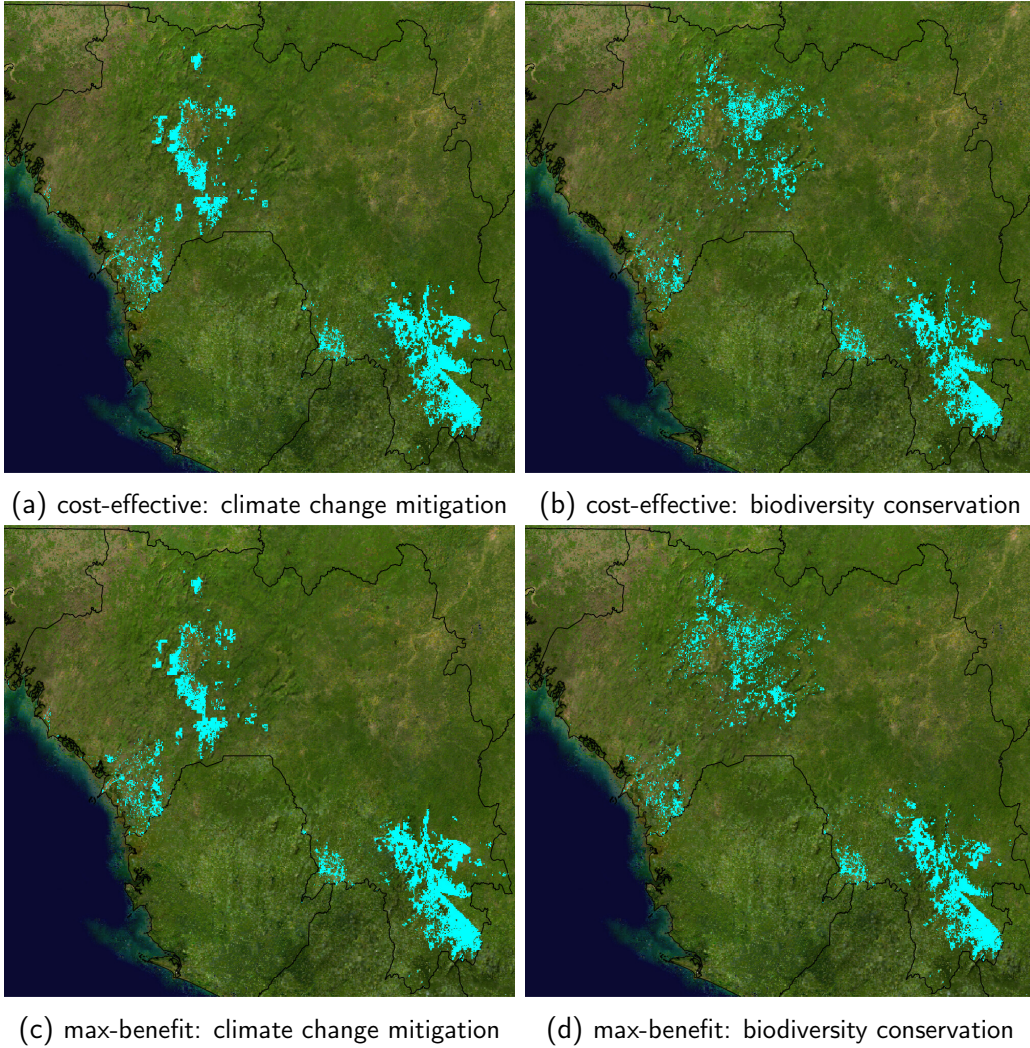 (a) cost-effective: climate change mitigation
(b) cost-effective: biodiversity conservation
(c) max-benefit: climate change mitigation
(d) max-benefit: biodiversity conservation